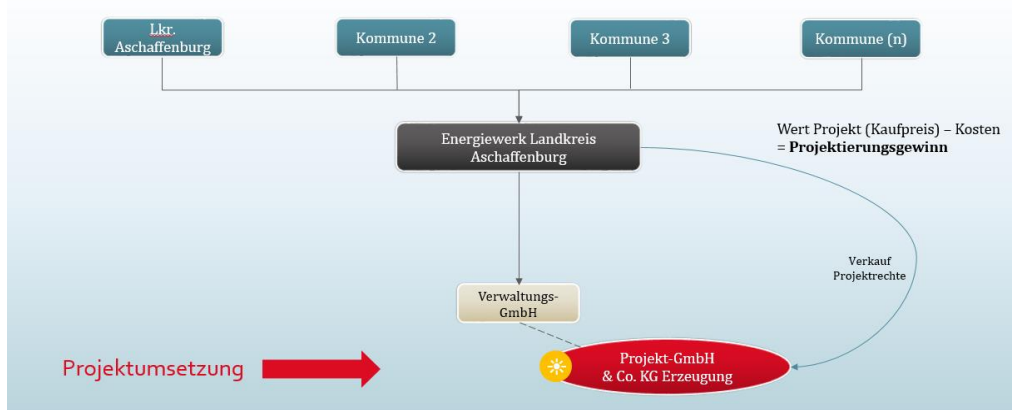 Lkr.
Aschaffenburg
Kommune 2
Kommune 3
Kommune (n)
Energiewerk Landkreis
Aschaffenburg
Wert Projekt (Kaufpreis) – Kosten
= Projektierungsgewinn
Verkauf
Projektrechte
Verwaltungs-
GmbH
Projektumsetzung
Projekt-GmbH
& Co. KG Erzeugung